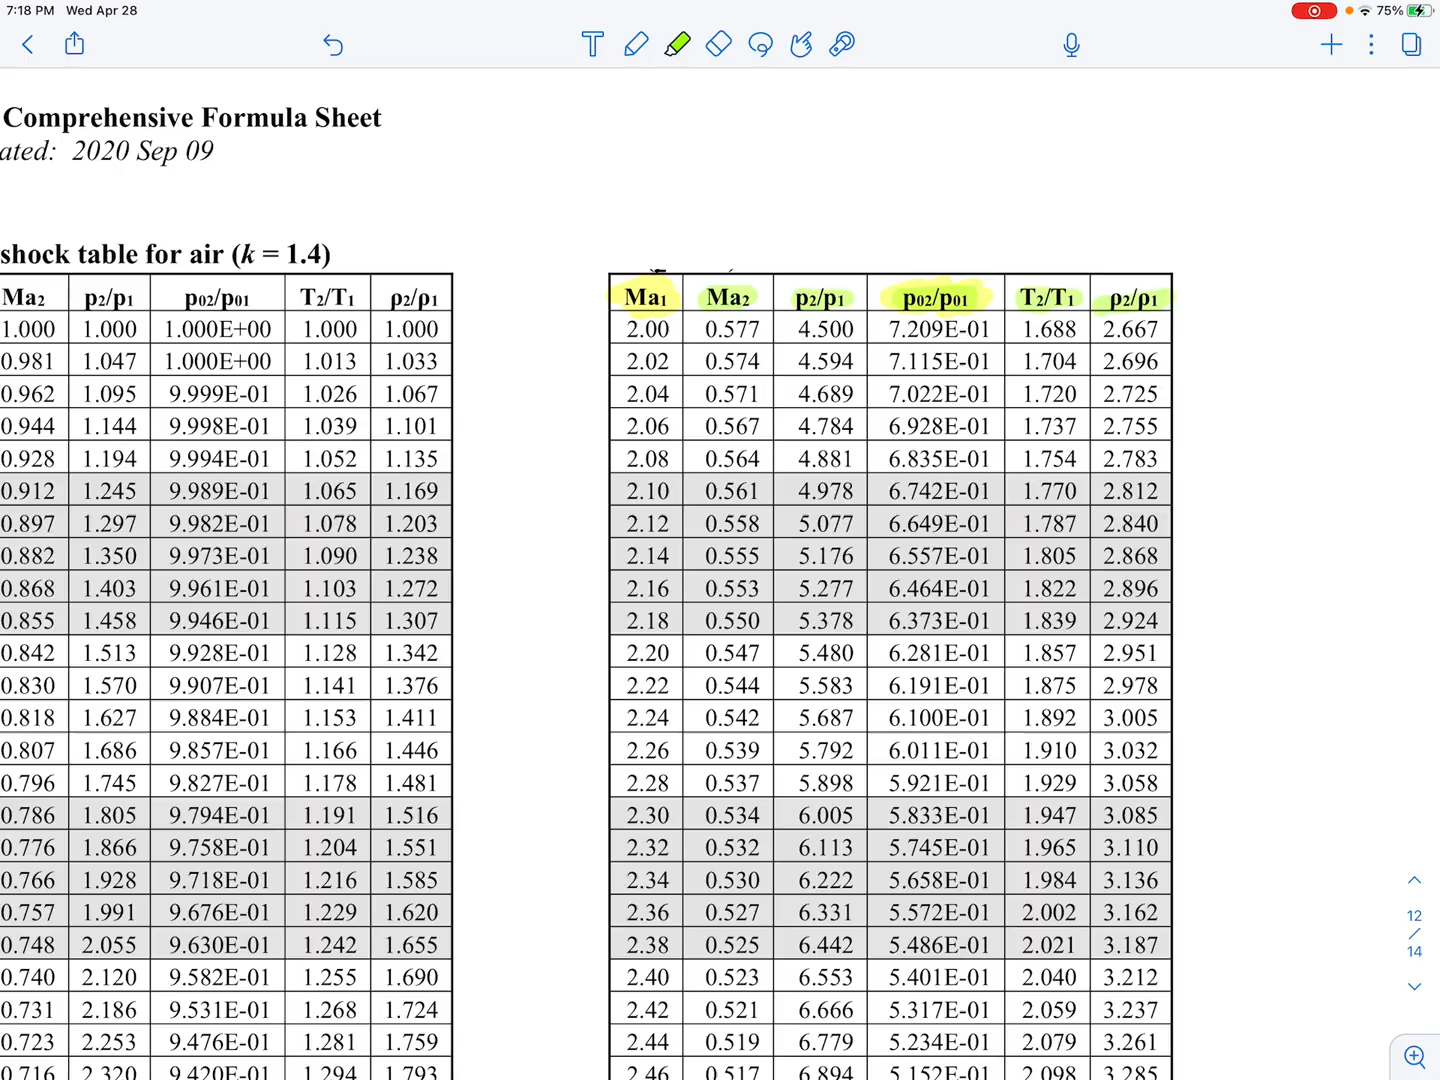 7:18 PM Wed Apr 28
75%
Comprehensive Formula Sheet
ated: 2020 Sep 09
shock table for air (k = 1.4)
Ma2 p2/p1 p02/p01 T2/T1 ρ2/ρ1
1.000 1.000 1.000E+00 1.000 1.000
0.981 1.047 1.000E+00 1.013 1.033
0.962 1.095 9.999E-01 1.026 1.067
0.944 1.144 9.998E-01 1.039 1.101
0.928 1.194 9.994E-01 1.052 1.135
0.912 1.245 9.989E-01 1.065 1.169
0.897 1.297 9.982E-01 1.078 1.203
0.882 1.350 9.973E-01 1.090 1.238
0.868 1.403 9.961E-01 1.103 1.272
0.855 1.458 9.946E-01 1.115 1.307
0.842 1.513 9.928E-01 1.128 1.342
0.830 1.570 9.907E-01 1.141 1.376
0.818 1.627 9.884E-01 1.153 1.411
0.807 1.686 9.857E-01 1.166 1.446
0.796 1.745 9.827E-01 1.178 1.481
0.786 1.805 9.794E-01 1.191 1.516
0.776 1.866 9.758E-01 1.204 1.551
0.766 1.928 9.718E-01 1.216 1.585
0.757 1.991 9.676E-01 1.229 1.620
0.748 2.055 9.630E-01 1.242 1.655
0.740 2.120 9.582E-01 1.255 1.690
0.731 2.186 9.531E-01 1.268 1.724
0.723 2.253 9.476E-01 1.281 1.759
0.716 2.320 9.420E-01 1.294 1.793
Ma1 Ma2 p2/p1 p02/p01 T2/T1 ρ2/ρ1
2.00 0.577 4.500 7.209E-01 1.688 2.667
2.02 0.574 4.594 7.115E-01 1.704 2.696
2.04 0.571 4.689 7.022E-01 1.720 2.725
2.06 0.567 4.784 6.928E-01 1.737 2.755
2.08 0.564 4.881 6.835E-01 1.754 2.783
2.10 0.561 4.978 6.742E-01 1.770 2.812
2.12 0.558 5.077 6.649E-01 1.787 2.840
2.14 0.555 5.176 6.557E-01 1.805 2.868
2.16 0.553 5.277 6.464E-01 1.822 2.896
2.18 0.550 5.378 6.373E-01 1.839 2.924
2.20 0.547 5.480 6.281E-01 1.857 2.951
2.22 0.544 5.583 6.191E-01 1.875 2.978
2.24 0.542 5.687 6.100E-01 1.892 3.005
2.26 0.539 5.792 6.011E-01 1.910 3.032
2.28 0.537 5.898 5.921E-01 1.929 3.058
2.30 0.534 6.005 5.833E-01 1.947 3.085
2.32 0.532 6.113 5.745E-01 1.965 3.110
2.34 0.530 6.222 5.658E-01 1.984 3.136
2.36 0.527 6.331 5.572E-01 2.002 3.162
2.38 0.525 6.442 5.486E-01 2.021 3.187
2.40 0.523 6.553 5.401E-01 2.040 3.212
2.42 0.521 6.666 5.317E-01 2.059 3.237
2.44 0.519 6.779 5.234E-01 2.079 3.261
2.46 0.517 6.894 5.152E-01 2.098 3.285
12
/
14